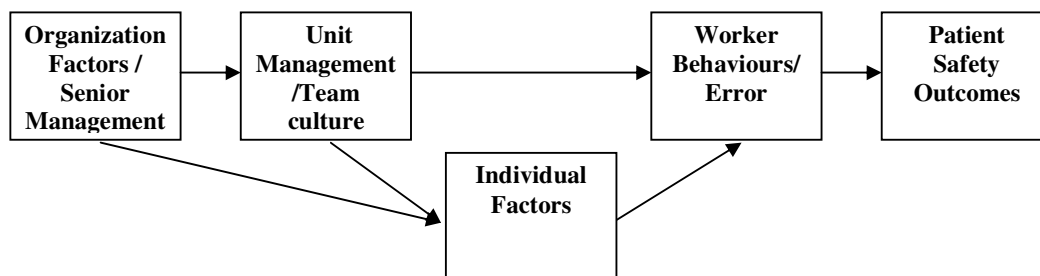 Organization
Factors /
Senior
Management
Unit
Management
/Team
culture
Worker
Behaviours/
Error
Patient
Safety
Outcomes
Individual
Factors